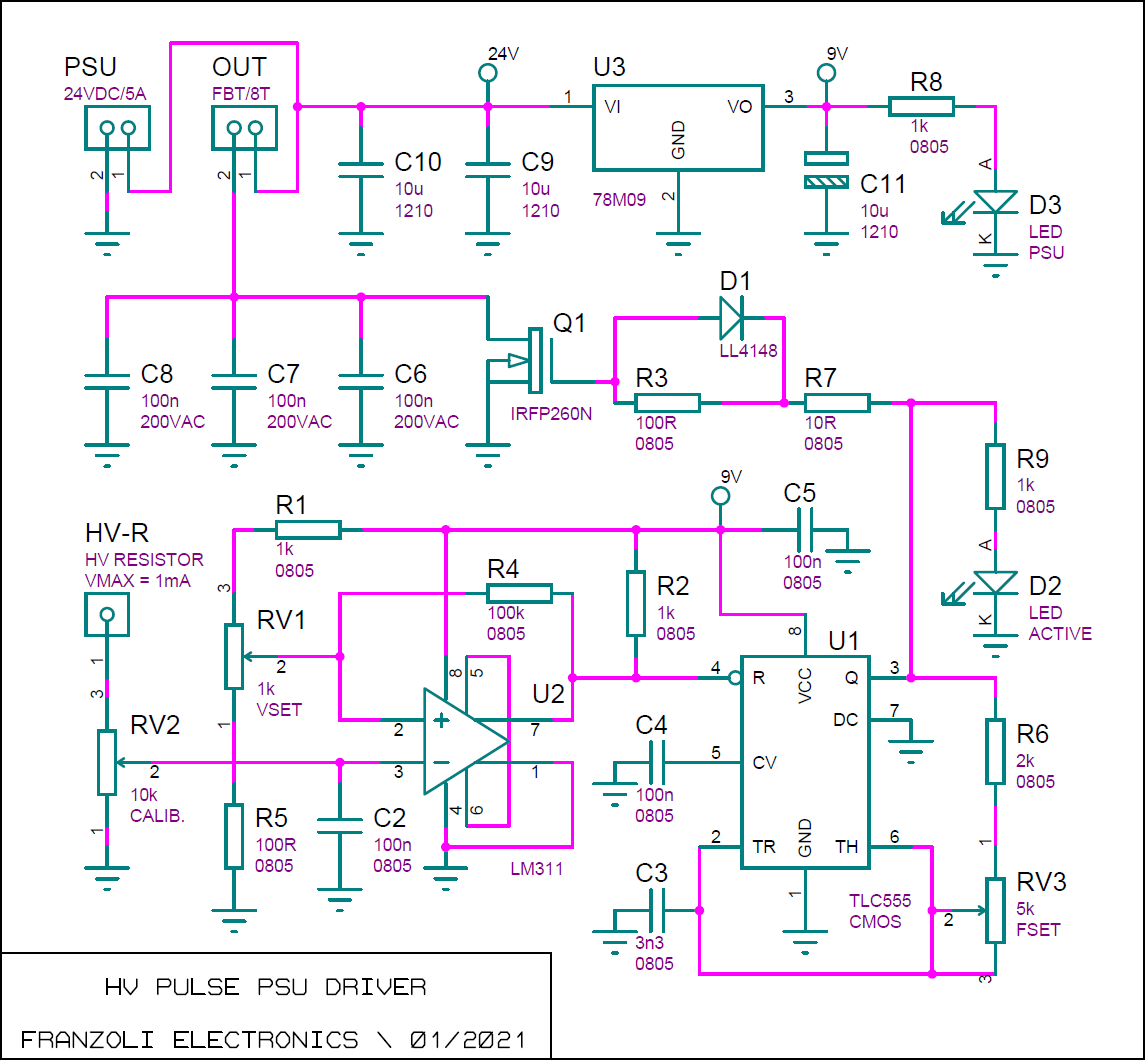 PSU
24VDC/5A
2
1
OUT
FBT/8T
2
1
24V
C10
10u
1210
C9
10u
1210
U3
1
VI
VO
3
GND
2
78M09
9V
C11
10u
1210
R8
1k
0805
A
K
D3
LED
PSU
C8
100n
200VAC
C7
100n
200VAC
C6
100n
200VAC
Q1
IRFP260N
D1
LL4148
R3
100R
0805
R7
10R
0805
R9
1k
0805
A
K
D2
LED
ACTIVE
HV-R
HV RESISTOR
VMAX = 1mA
1
3
RV2
2
10k
CALIB.
1
R1
1k
0805
3
RV1
2
1k
VSET
1
R5
100R
0805
C2
100n
0805
R4
100k
0805
8
5
U2
2
3
7
1
4
6
LM311
R2
1k
0805
9V
C5
100n
0805
U1
8
VCC
4
R
Q
3
DC
7
5
CV
2
TR
GND
TH
6
1
TLC555
CMOS
C4
100n
0805
C3
3n3
0805
R6
2k
0805
1
RV3
2
5k
FSET
3
HV PULSE PSU DRIVER
FRANZOLI ELECTRONICS \ 01/2021